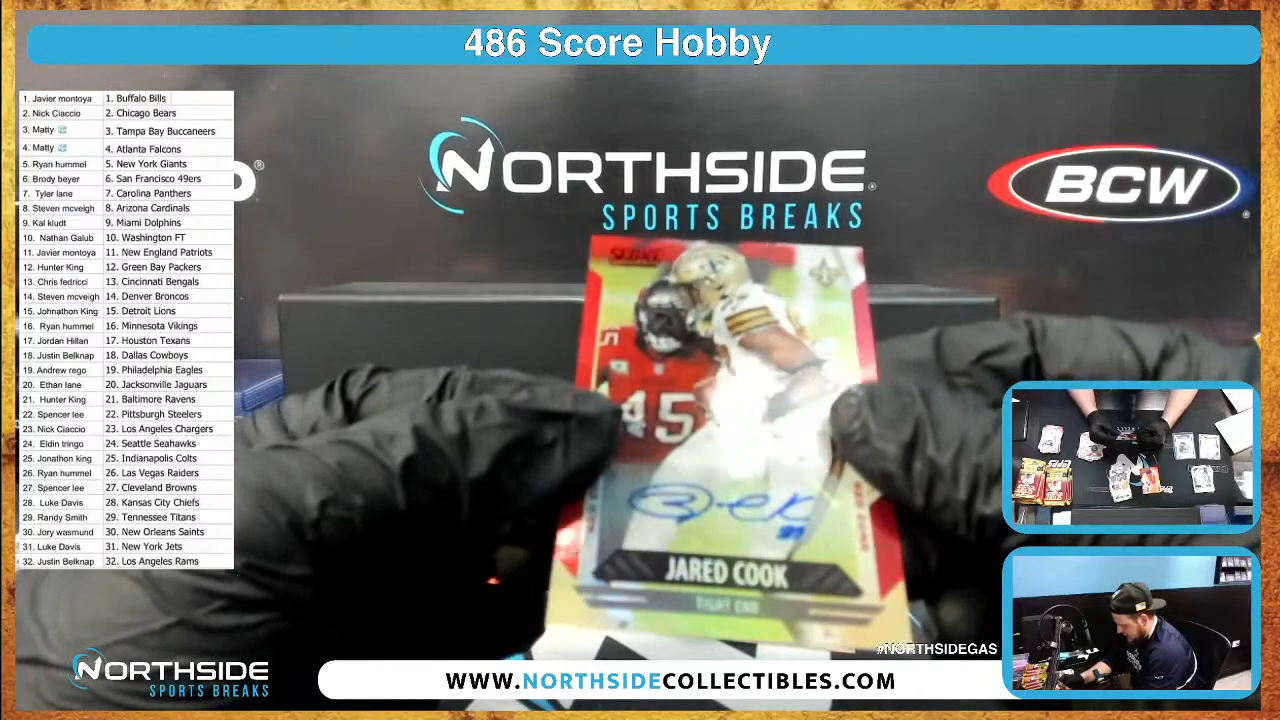 486 Score Hobby
1. Javier montoya 1. Buffalo Bills
2. Nick Ciaccio 2. Chicago Bears
3. Matty 3. Tampa Bay Buccaneers
4. Matty 4. Atlanta Falcons
5. Ryan hummel 5. New York Giants
6. Brody beyer 6. San Francisco 49ers
7. Tyler lane 7. Carolina Panthers
8. Steven mcveigh 8. Arizona Cardinals
9. Kal kludt 9. Miami Dolphins
10. Nathan Galub 10. Washington FT
11. Javier montoya 11. New England Patriots
12. Hunter King 12. Green Bay Packers
13. Chris fedricci 13. Cincinnati Bengals
14. Steven mcveigh 14. Denver Broncos
15. Johnathon King 15. Detroit Lions
16. Ryan hummel 16. Minnesota Vikings
17. Jordan Hillan 17. Houston Texans
18. Justin Belknap 18. Dallas Cowboys
19. Andrew rego 19. Philadelphia Eagles
20. Ethan lane 20. Jacksonville Jaguars
21. Hunter King 21. Baltimore Ravens
22. Spencer lee 22. Pittsburgh Steelers
23. Nick Ciaccio 23. Los Angeles Chargers
24. Eldin tringo 24. Seattle Seahawks
25. Jonathon king 25. Indianapolis Colts
26. Ryan hummel 26. Las Vegas Raiders
27. Spencer lee 27. Cleveland Browns
28. Luke Davis 28. Kansas City Chiefs
29. Randy Smith 29. Tennessee Titans
30. Jory wasmund 30. New Orleans Saints
31. Luke Davis 31. New York Jets
32. Justin Belknap 32. Los Angeles Rams
NORTHSIDE
SPORTS BREAKS
BCW
SCORE
45
JARED COOK
TIGHT END
#NORTHSIDEGAS
NORTHSIDE
SPORTS BREAKS
WWW.NORTHSIDECOLLECTIBLES.COM